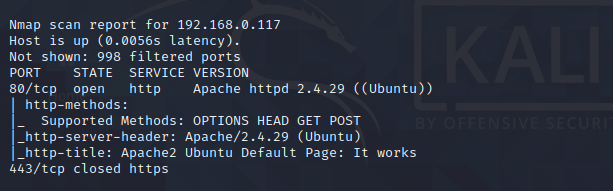 Nmap scan report for 192.168.0.117
Host is up (0.0056s latency).
Not shown: 998 filtered ports
PORT    STATE  SERVICE VERSION
80/tcp  open   http    Apache httpd 2.4.29 ((Ubuntu))
| http-methods:
|_  Supported Methods: OPTIONS HEAD GET POST
|_http-server-header: Apache/2.4.29 (Ubuntu)
|_http-title: Apache2 Ubuntu Default Page: It works
443/tcp closed https
KALI
BY OFFENSIVE SECURI